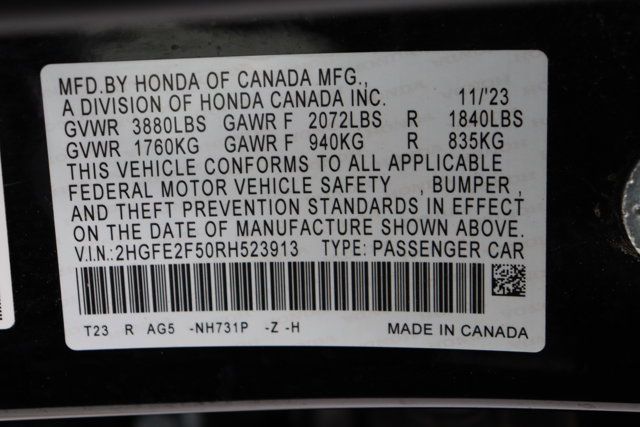 MFD.BY HONDA OF CANADA MFG.,
A DIVISION OF HONDA CANADA INC. 11/'23
GVWR 3880LBS GAWR F 2072LBS R 1840LBS
GVWR 1760KG GAWR F 940KG R 835KG
THIS VEHICLE CONFORMS TO ALL APPLICABLE
FEDERAL MOTOR VEHICLE SAFETY , BUMPER ,
AND THEFT PREVENTION STANDARDS IN EFFECT
ON THE DATE OF MANUFACTURE SHOWN ABOVE.
V.I.N.:2HGFE2F50RH523913 TYPE: PASSENGER CAR
T23 R AG5 -NH731P -Z -H MADE IN CANADA